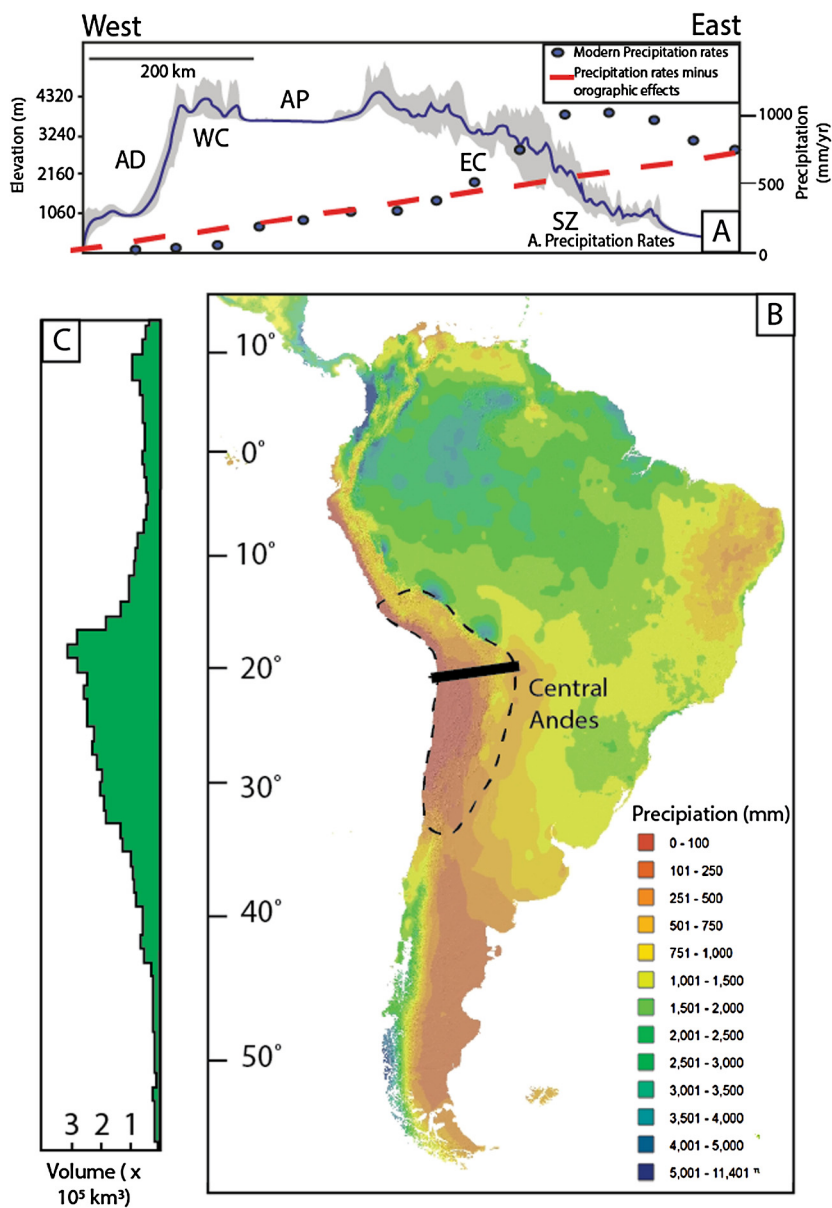 West
East
Modern Precipitation rates
Precipitation rates minus
orographic effects
200 km
4320
3240
2160
1060
Elevation (m)
1000
500
0
Precipitation
(mm/yr)
AD
WC
AP
EC
SZ
A. Precipitation Rates
A
C
B
10°
0°
10°
20°
30°
40°
50°
Central
Andes
Precipiation (mm)
0 - 100
101 - 250
251 - 500
501 - 750
751 - 1,000
1,001 - 1,500
1,501 - 2,000
2,001 - 2,500
2,501 - 3,000
3,001 - 3,500
3,501 - 4,000
4,001 - 5,000
5,001 - 11,401
3 2 1
Volume ( x
10⁵ km³)